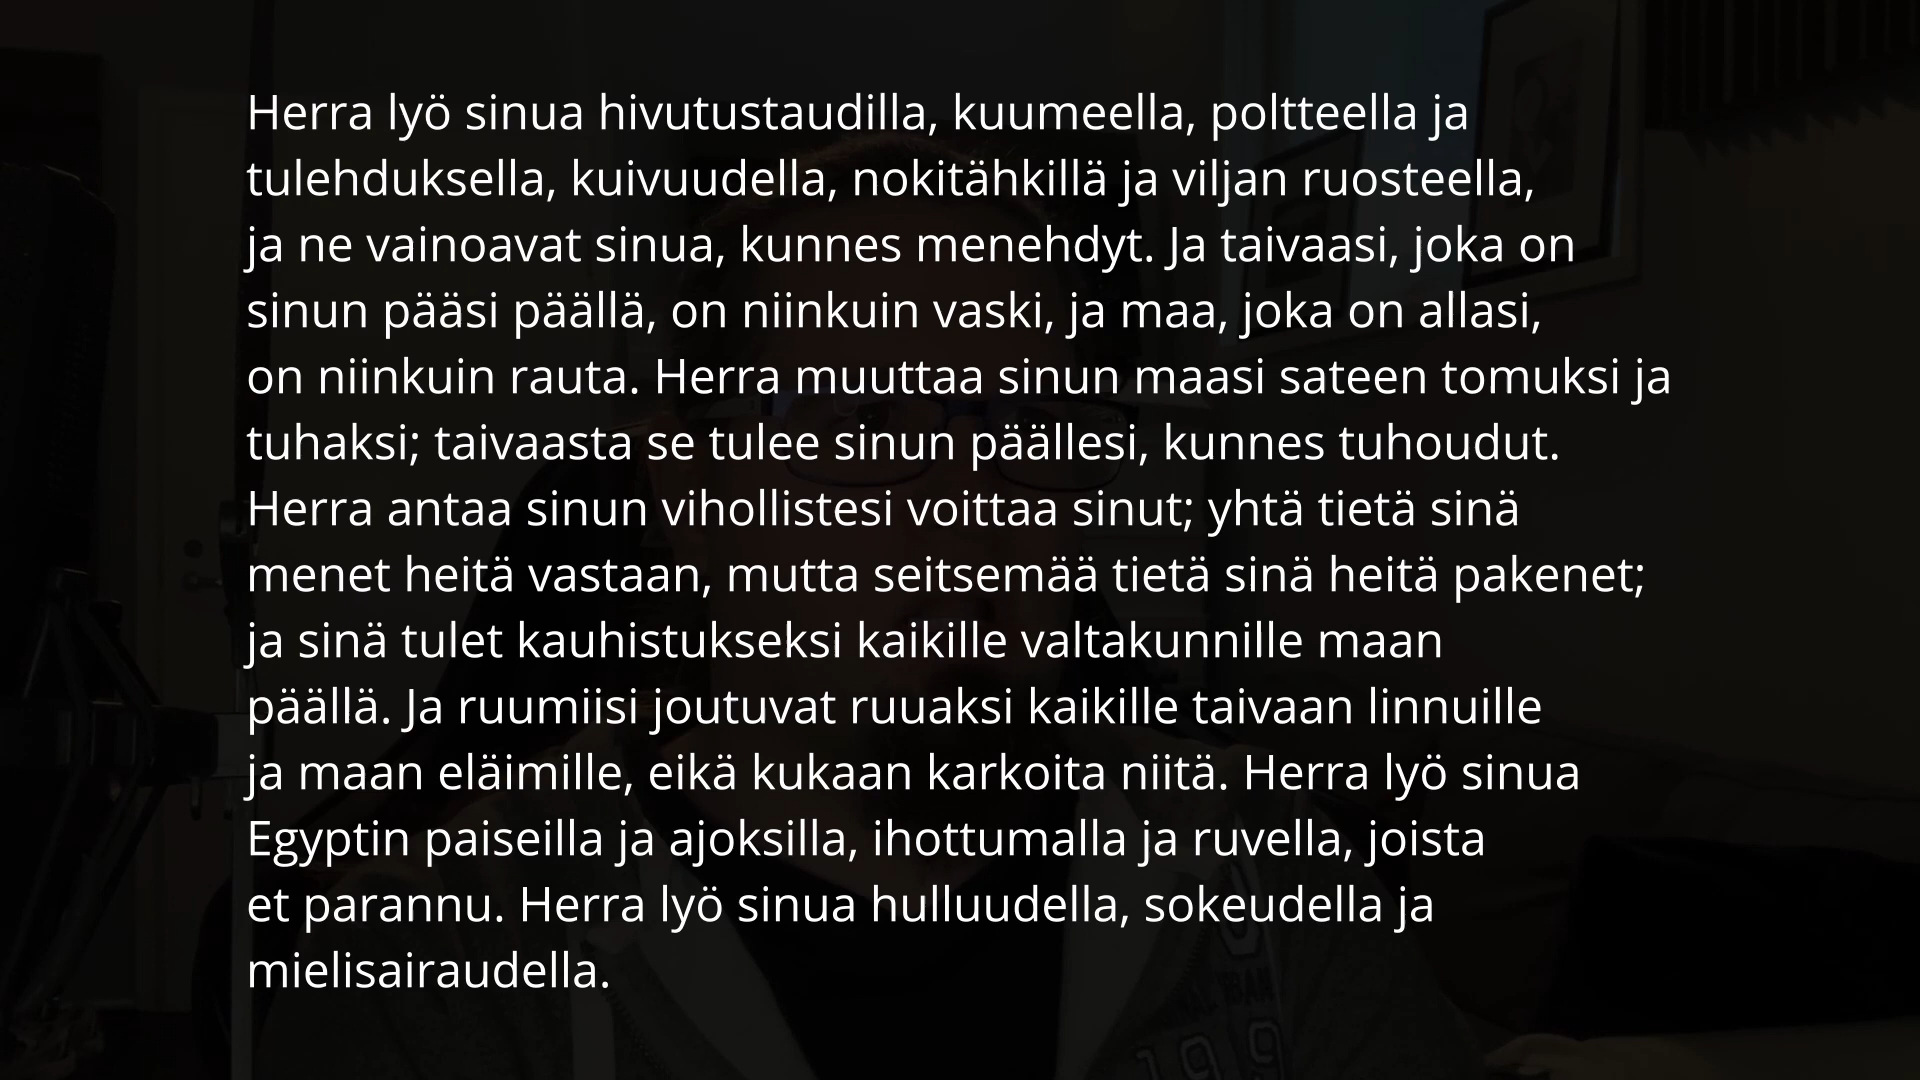 Herra lyö sinua hivutustaudilla, kuumeella, poltteella ja
tulehduksella, kuivuudella, nokitähkillä ja viljan ruosteella,
ja ne vainoavat sinua, kunnes menehdyt. Ja taivaasi, joka on
sinun pääsi päällä, on niinkuin vaski, ja maa, joka on allasi,
on niinkuin rauta. Herra muuttaa sinun maasi sateen tomuksi ja
tuhaksi; taivaasta se tulee sinun päällesi, kunnes tuhoudut.
Herra antaa sinun vihollistesi voittaa sinut; yhtä tietä sinä
menet heitä vastaan, mutta seitsemää tietä sinä heitä pakenet;
ja sinä tulet kauhistukseksi kaikille valtakunnille maan
päällä. Ja ruumiisi joutuvat ruuaksi kaikille taivaan linnuille
ja maan eläimille, eikä kukaan karkoita niitä. Herra lyö sinua
Egyptin paiseilla ja ajoksilla, ihottumalla ja ruvella, joista
et parannu. Herra lyö sinua hulluudella, sokeudella ja
mielisairaudella.